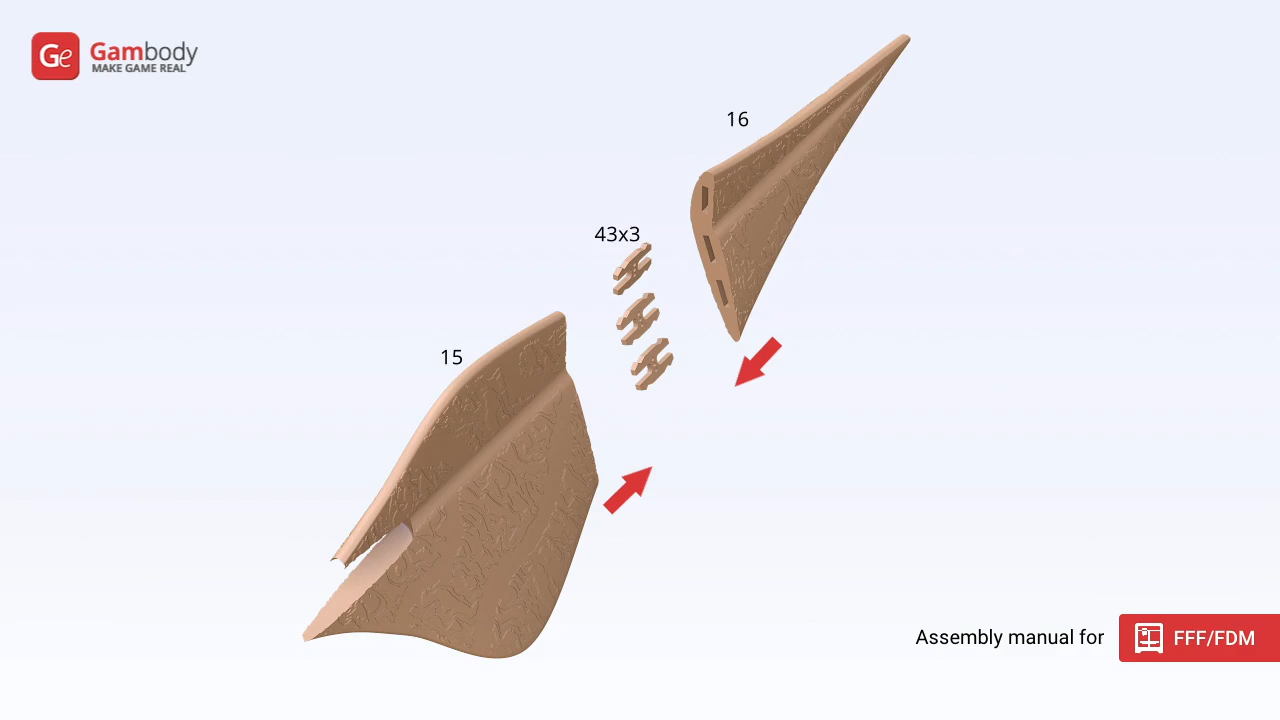 Ge Gambody
MAKE GAME REAL
16
43x3
15
Assembly manual for FFF/FDM